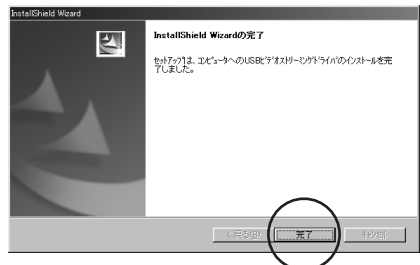 InstallShield Wizard
InstallShield Wizardの完了
ｾｯﾄｱｯﾌﾟは、ｺﾝﾋﾟｭｰﾀへのUSBﾋﾞﾃﾞｵｽﾄﾘｰﾐﾝｸﾞﾄﾞﾗｲﾊﾞのｲﾝｽﾄｰﾙを完
了しました。
< 戻る(B)
完了
ｷｬﾝｾﾙ